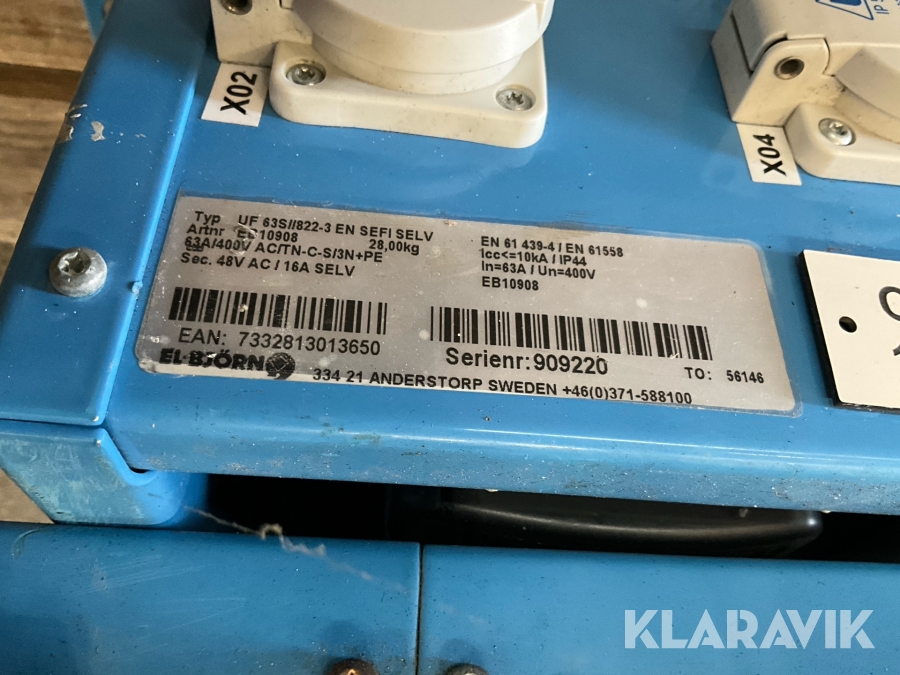 IP
X02
X04
Typ UF 63S//822-3 EN SEFI SELV
Artnr EB10908 28,00kg
63A/400V AC/TN-C-S/3N+PE
Sec. 48V AC / 16A SELV
EN 61 439-4 / EN 61558
Icc<=10kA / IP44
In=63A / Un=400V
EB10908
EAN: 7332813013650
Serienr: 909220
TO: 56146
EL-BJÖRN
334 21 ANDERSTORP SWEDEN +46(0)371-588100
KLARAVIK